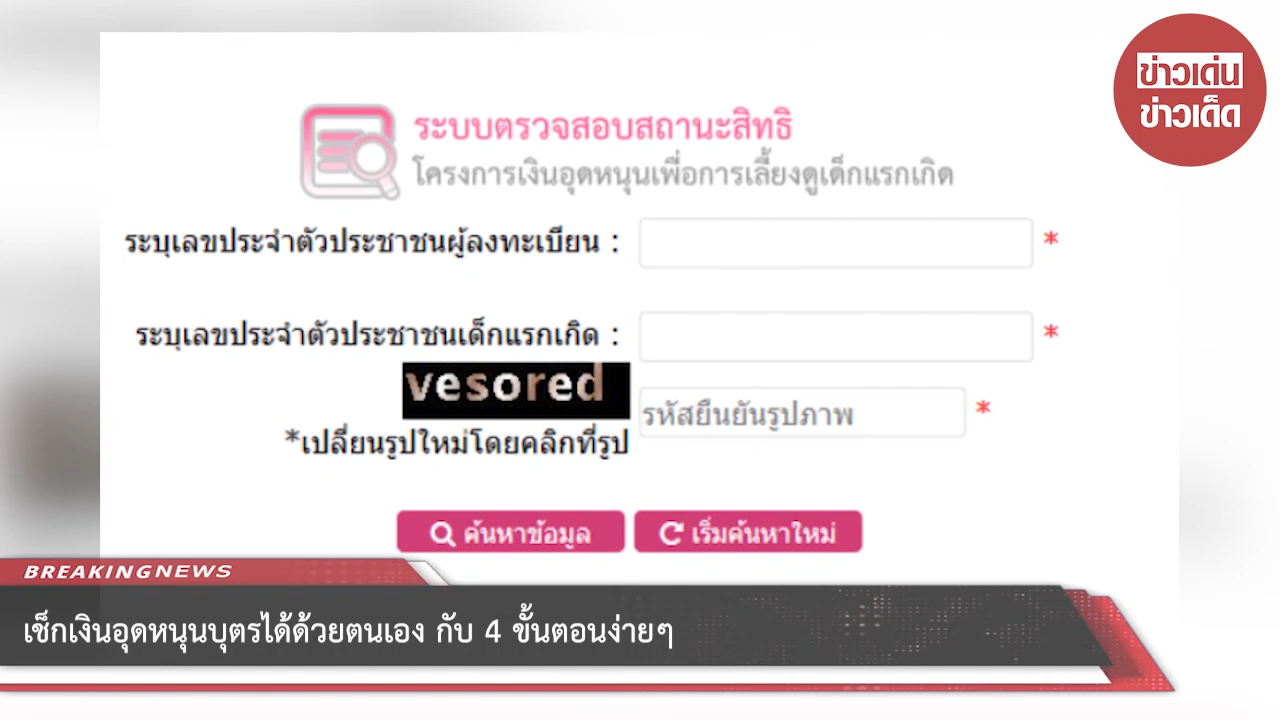 ข่าวเด่น
ข่าวเด็ด
ระบบตรวจสอบสถานะสิทธิ
โครงการเงินอุดหนุนเพื่อการเลี้ยงดูเด็กแรกเกิด
ระบุเลขประจำตัวประชาชนผู้ลงทะเบียน : *
ระบุเลขประจำตัวประชาชนเด็กแรกเกิด : *
vesored
รหัสยืนยันรูปภาพ *
*เปลี่ยนรูปใหม่โดยคลิกที่รูป
ค้นหาข้อมูล เริ่มค้นหาใหม่
BREAKINGNEWS
เช็กเงินอุดหนุนบุตรได้ด้วยตนเอง กับ 4 ขั้นตอนง่ายๆ